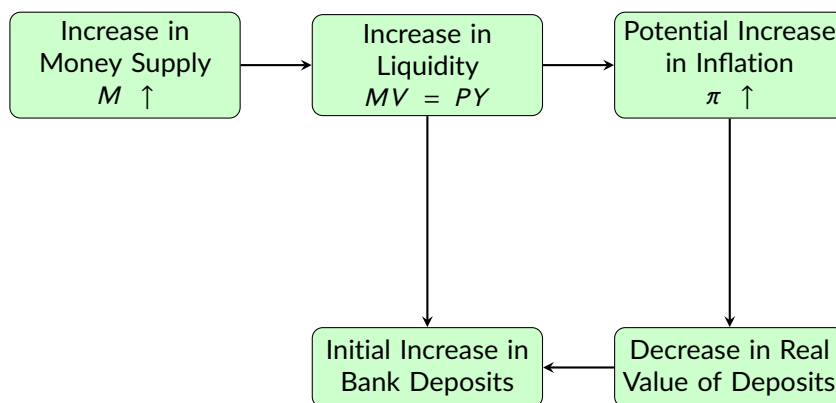 Increase in
Money Supply
M ↑
Increase in
Liquidity
MV = PY
Potential Increase
in Inflation
π ↑
Initial Increase in
Bank Deposits
Decrease in Real
Value of Deposits